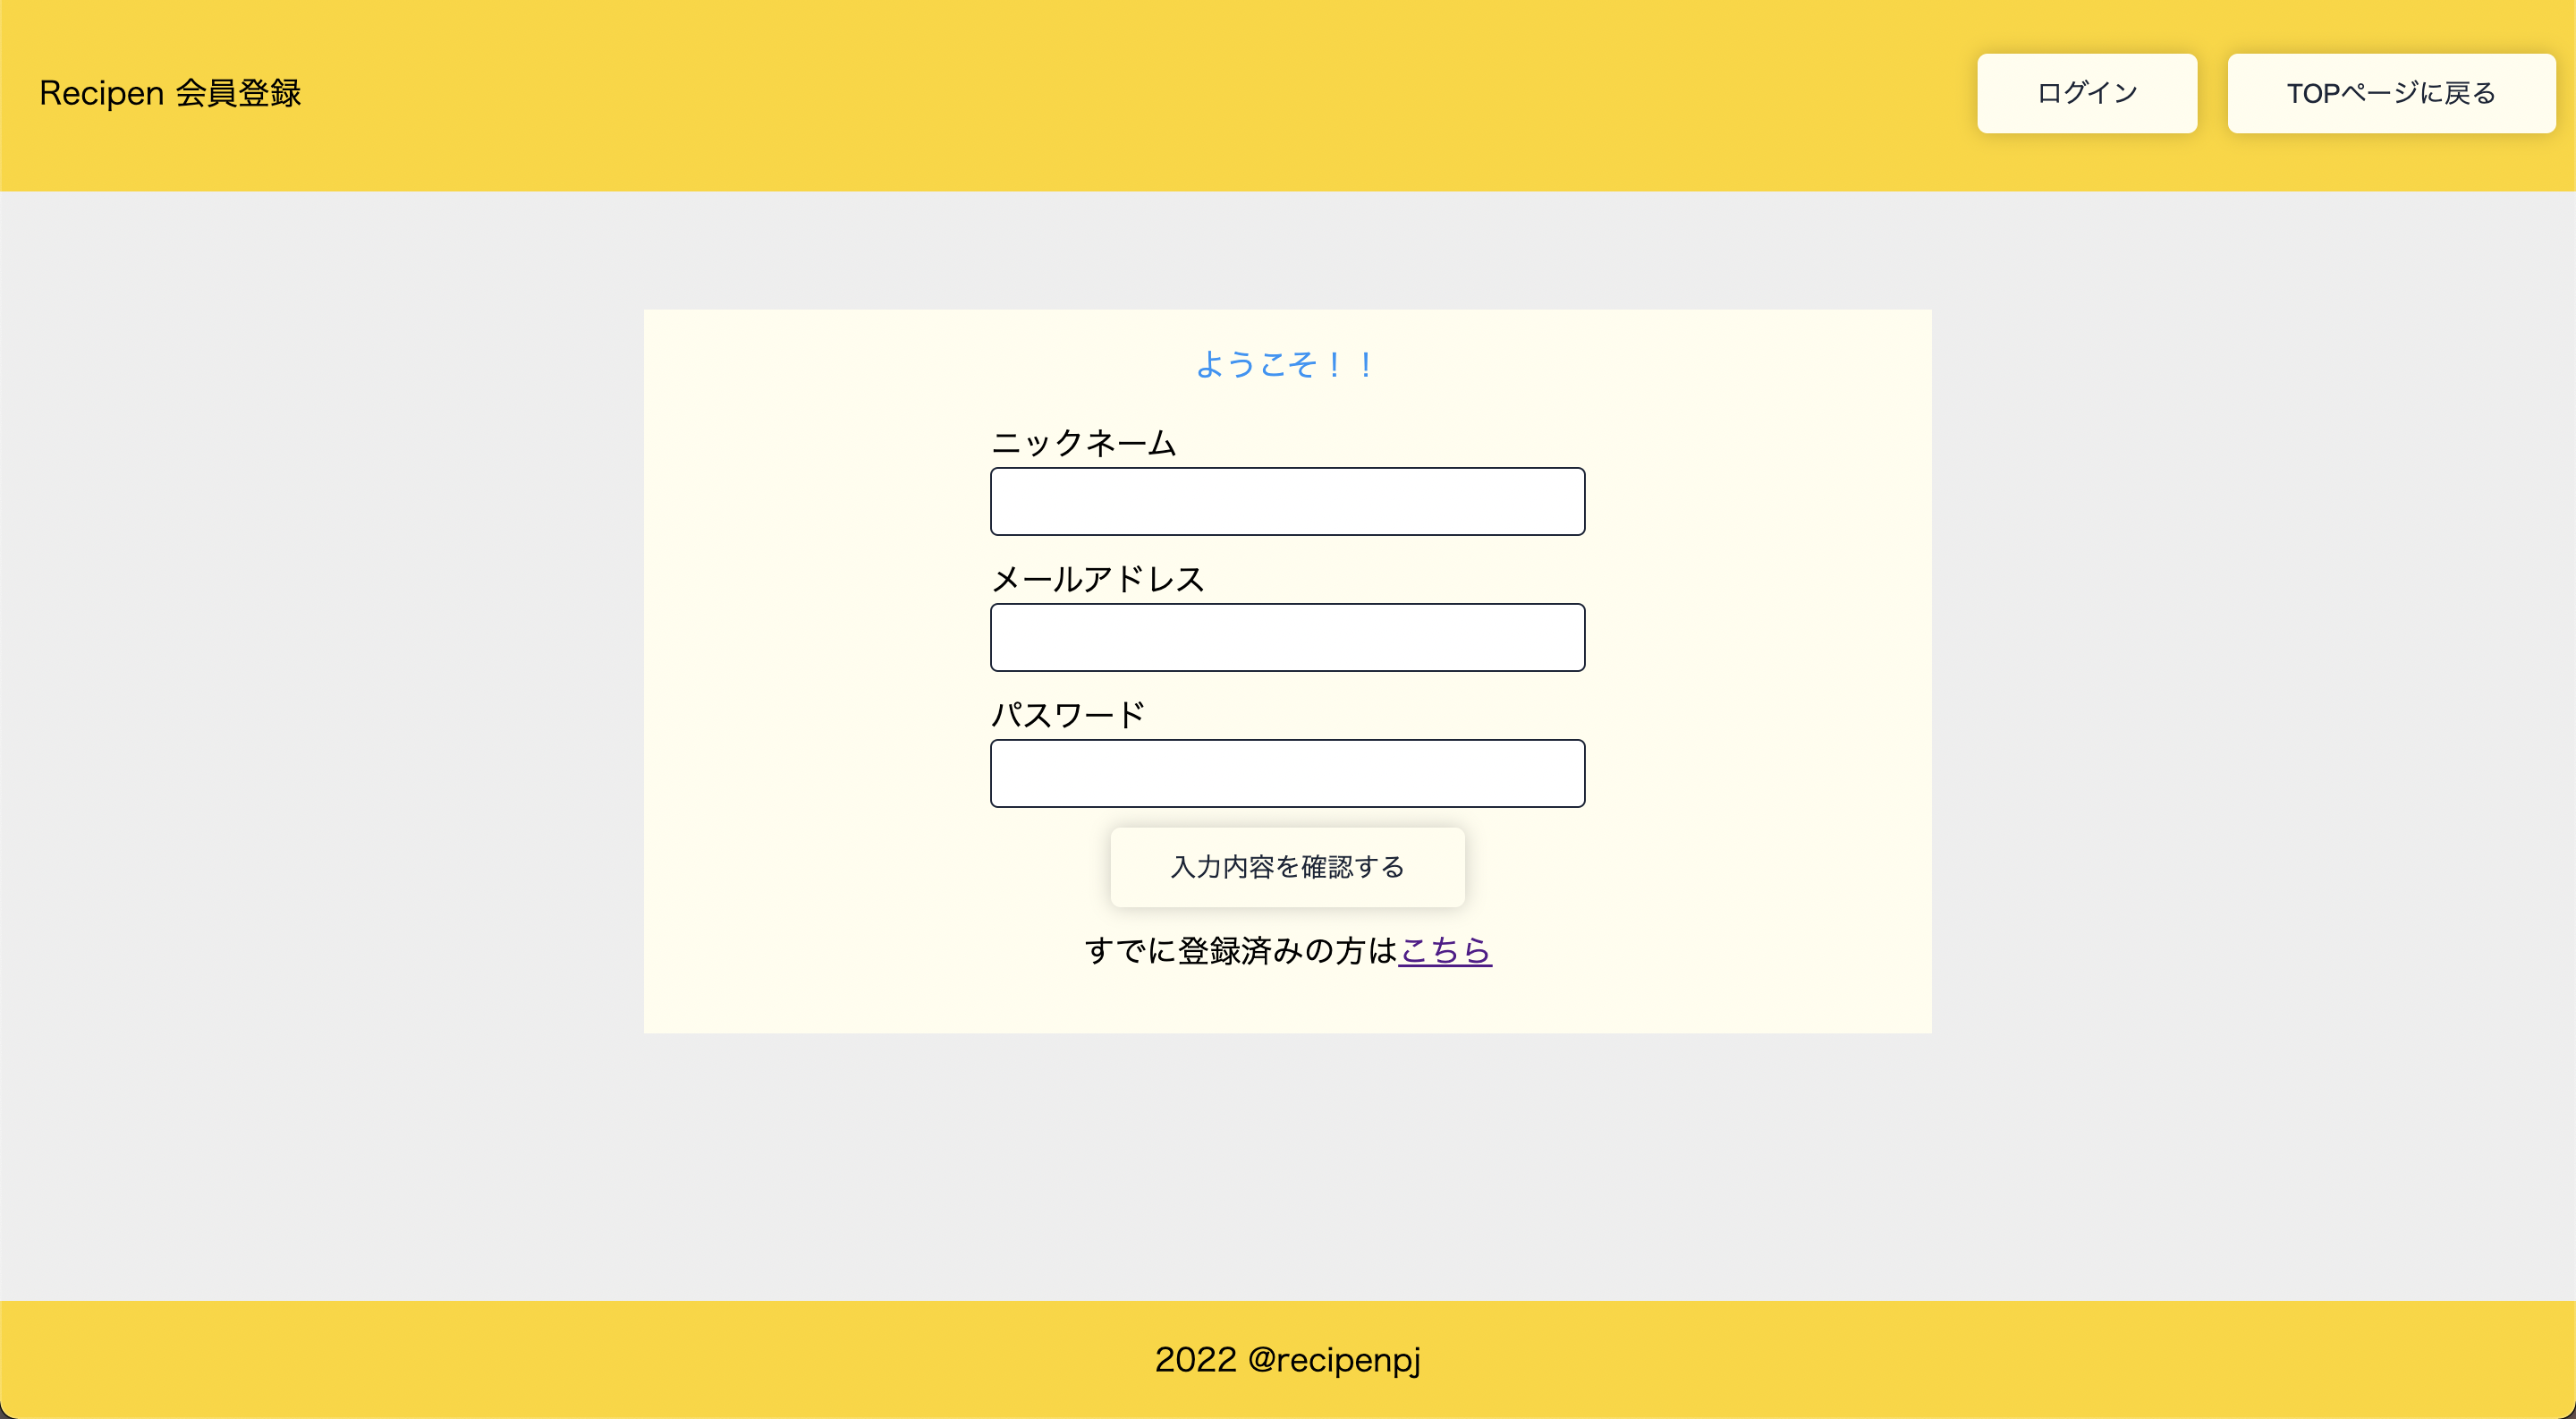 Recipen 会員登録
ログイン
TOPページに戻る
ようこそ！！
ニックネーム
メールアドレス
パスワード
入力内容を確認する
すでに登録済みの方はこちら
2022 @recipenpj